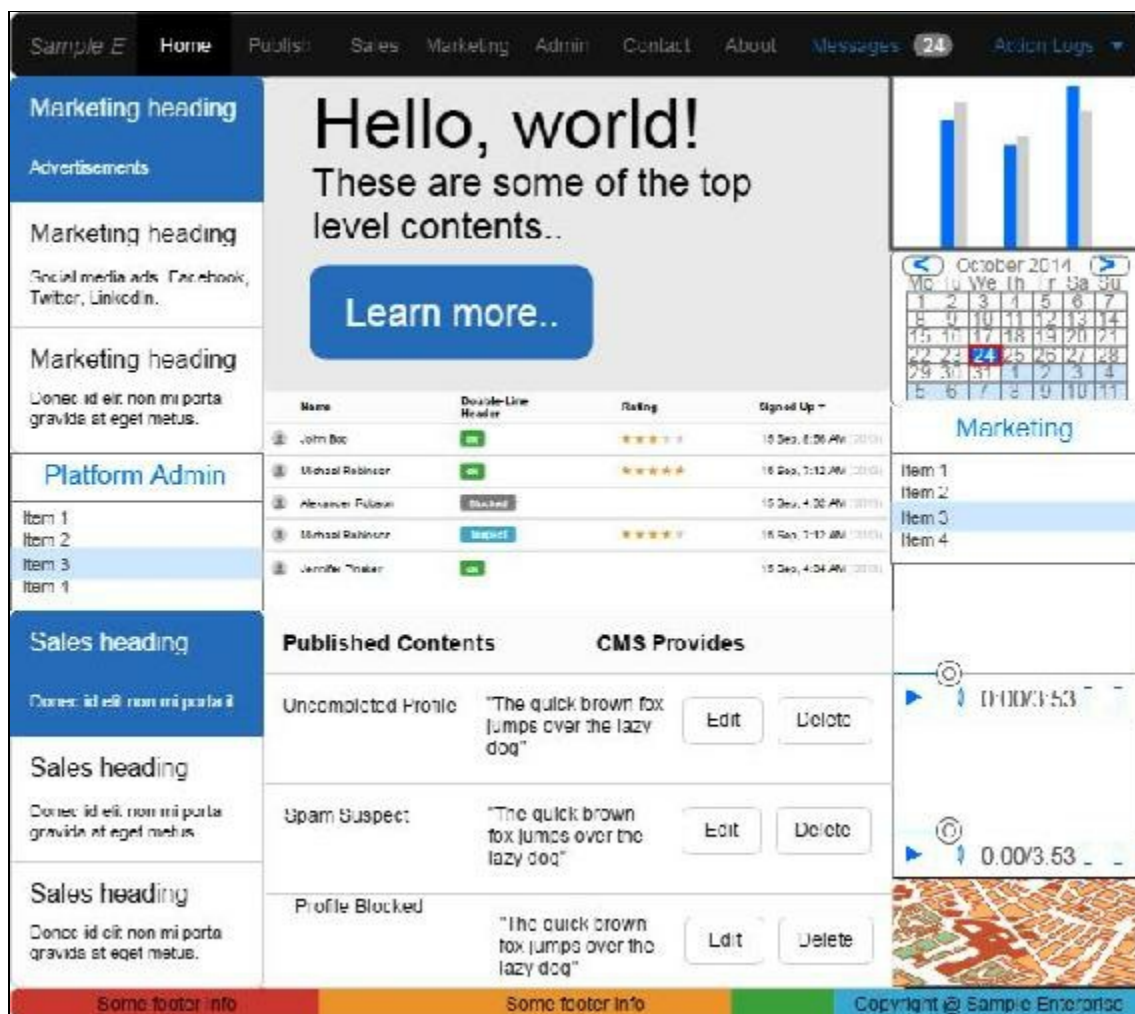 Sample E Home Publish Sales Marketing Admin Contact About Messages 24 Action Logs
Marketing heading
Advertisements
Marketing heading
Social media ads. Facebook,
Twitter, LinkedIn.
Marketing heading
Donec id elit non mi porta
gravida at eget metus.
Platform Admin
Item 1
Item 2
Item 3
Item 4
Sales heading
Donec id elit non mi porta
Sales heading
Donec id elit non mi porta
gravida at eget metus
Sales heading
Donec id elit non mi porta
gravida at eget metus.
Hello, world!
These are some of the top
level contents..
Learn more..
Name Double-Line Rating Signed Up
Header
John
Michael Robinson
Alexander Blocked
Michael Robinson
Jennifer
Published Contents CMS Provides
Uncompleted Profile "The quick brown fox Edit Delete
jumps over the lazy
dog"
Spam Suspect "The quick brown Edit Delete
fox jumps over the
lazy dog"
Profile Blocked "The quick brown Edit Delete
fox jumps over the
lazy dog"
< October 2014 >
Mo Tu We Th Fr Sa Su
1 2 3 4 5 6 7
8 9 10 11 12 13 14
15 16 17 18 19 20 21
22 23 24 25 26 27 28
29 30 31 1 2 3 4
5 6 7 8 9 10 11
Marketing
Item 1
Item 2
Item 3
Item 4
0:00/3:53
0:00/3:53
Some footer info Some footer info Copyright @ Sample Enterprise